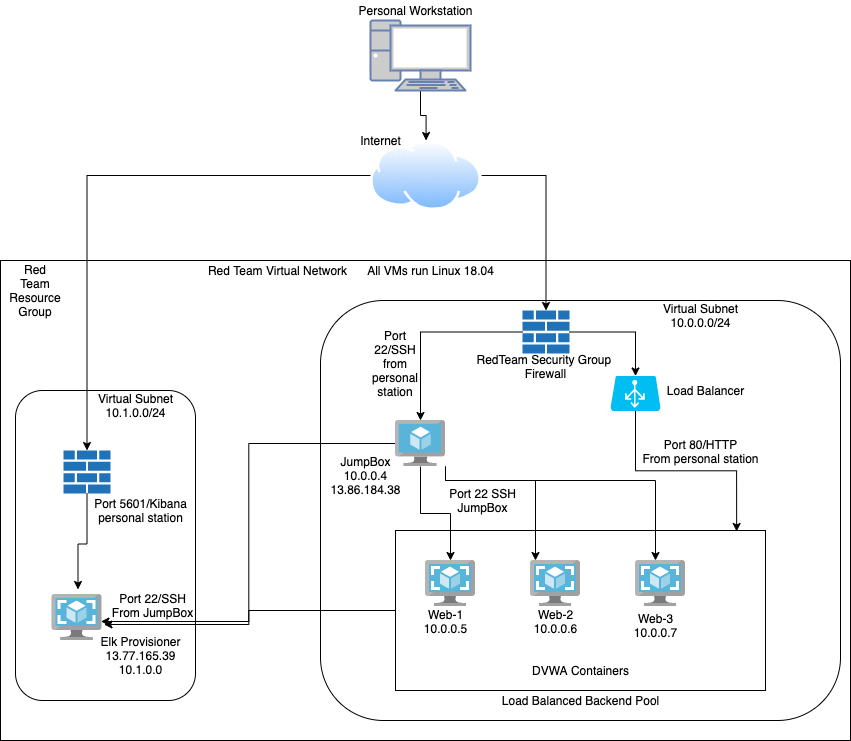 Personal Workstation
Internet
Red
Team
Resource
Group
Red Team Virtual Network
All VMs run Linux 18.04
Virtual Subnet
10.0.0.0/24
Port
22/SSH
from
personal
station
RedTeam Security Group
Firewall
Load Balancer
Virtual Subnet
10.1.0.0/24
Port 80/HTTP
From personal station
JumpBox
10.0.0.4
13.86.184.38
Port 22 SSH
JumpBox
Port 5601/Kibana
personal station
Port 22/SSH
From JumpBox
Elk Provisioner
13.77.165.39
10.1.0.0
Web-1
10.0.0.5
Web-2
10.0.0.6
Web-3
10.0.0.7
DVWA Containers
Load Balanced Backend Pool